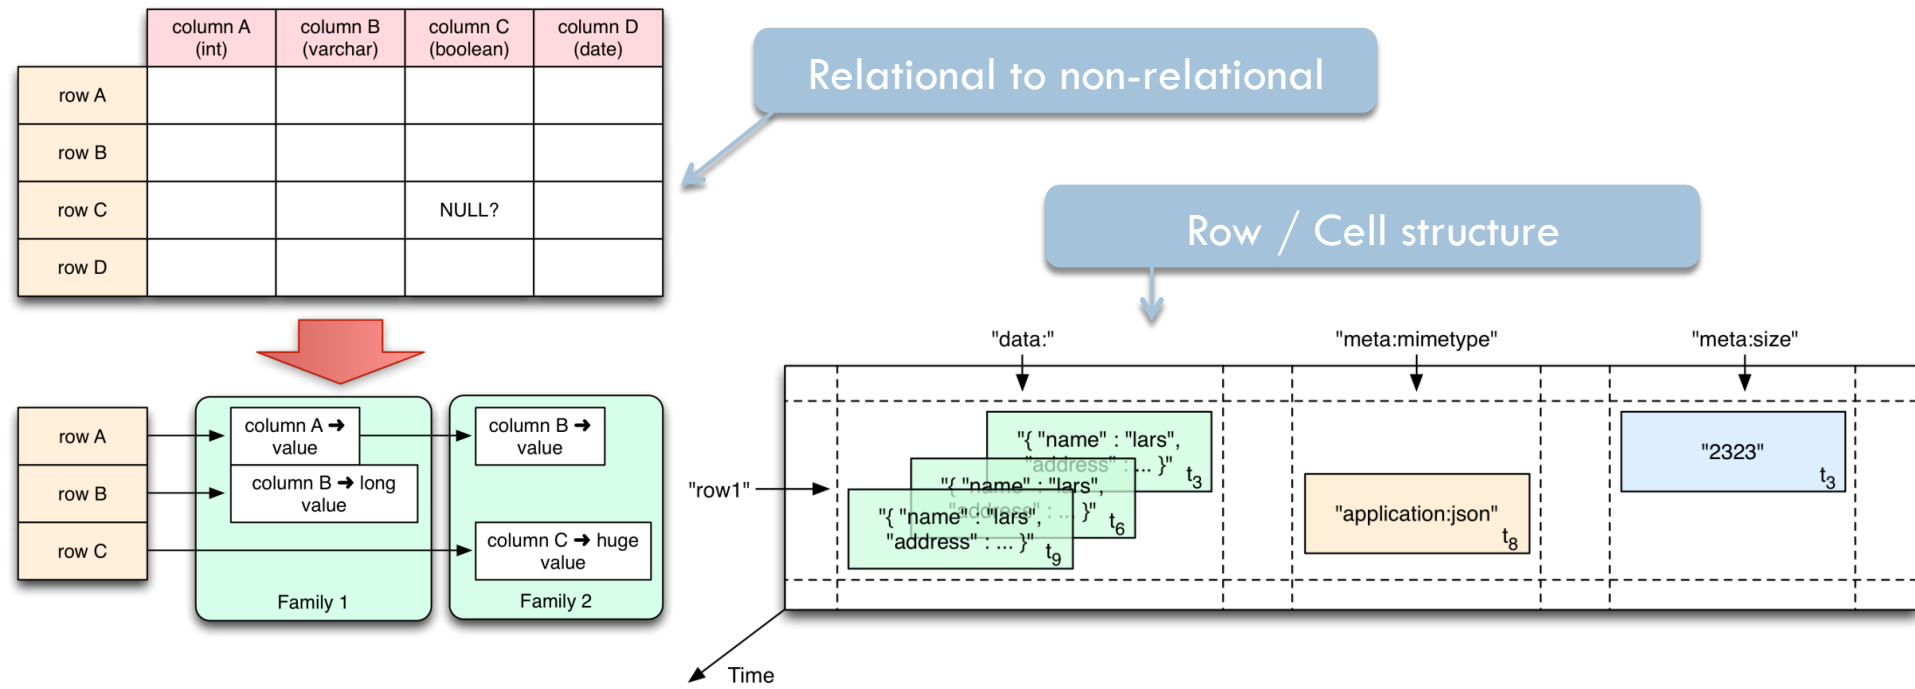 column A
(int)
column B
(varchar)
column C
(boolean)
column D
(date)
row A
row B
row C
NULL?
row D
Relational to non-relational
Row / Cell structure
row A
row B
row C
column A ➜
value
column B ➜ long
value
Family 1
column B ➜
value
column C ➜ huge
value
Family 2
"data:"
"meta:mimetype"
"meta:size"
"row1"
"{ "name" : "lars",
"address" : ... }"
t3
"{ "name" : "lars",
"address" : ... }"
t6
"{ "name" : "lars",
"address" : ... }"
t9
"application:json"
t8
"2323"
t3
Time